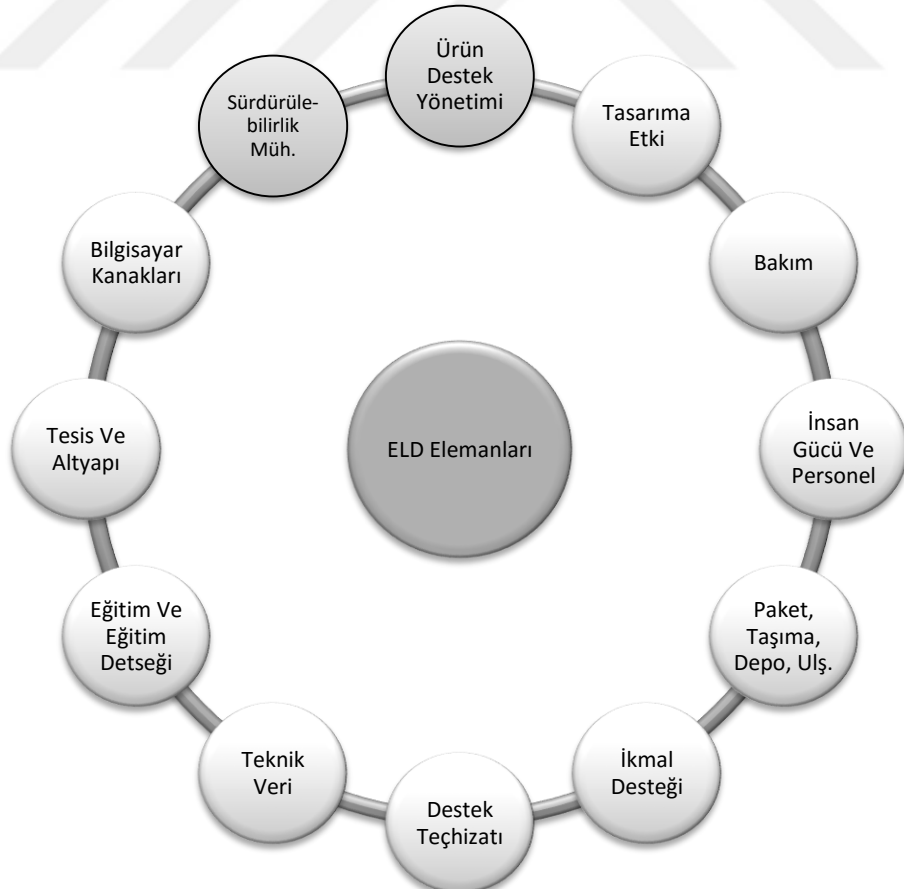 Ürün
Destek
Yönetimi
Tasarıma
Etki
Bakım
İnsan
Gücü Ve
Personel
Paket,
Taşıma,
Depo, Ulş.
İkmal
Desteği
Destek
Teçhizatı
Teknik
Veri
Eğitim Ve
Eğitim
Detseği
Tesis Ve
Altyapı
Bilgisayar
Kanakları
Sürdürüle-
bilirlik
Müh.
ELD Elemanları